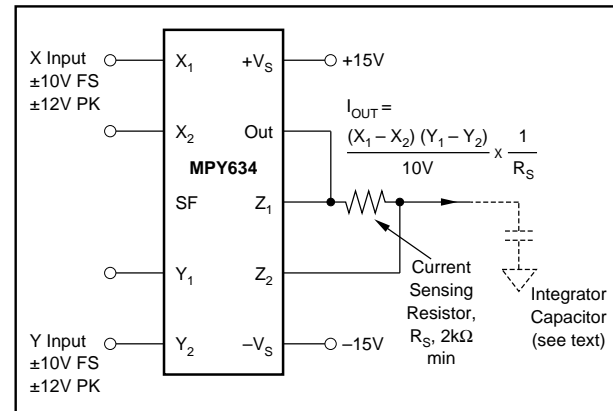 X Input
±10V FS
±12V PK
X1
X2
MPY634
SF
Y1
Y2
Y Input
±10V FS
±12V PK
+VS
+15V
Out
Z1
Z2
–VS
–15V
IOUT =
(X1 – X2) (Y1 – Y2)
10V
x
1
RS
Current
Sensing
Resistor,
RS, 2kΩ
min
Integrator
Capacitor
(see text)